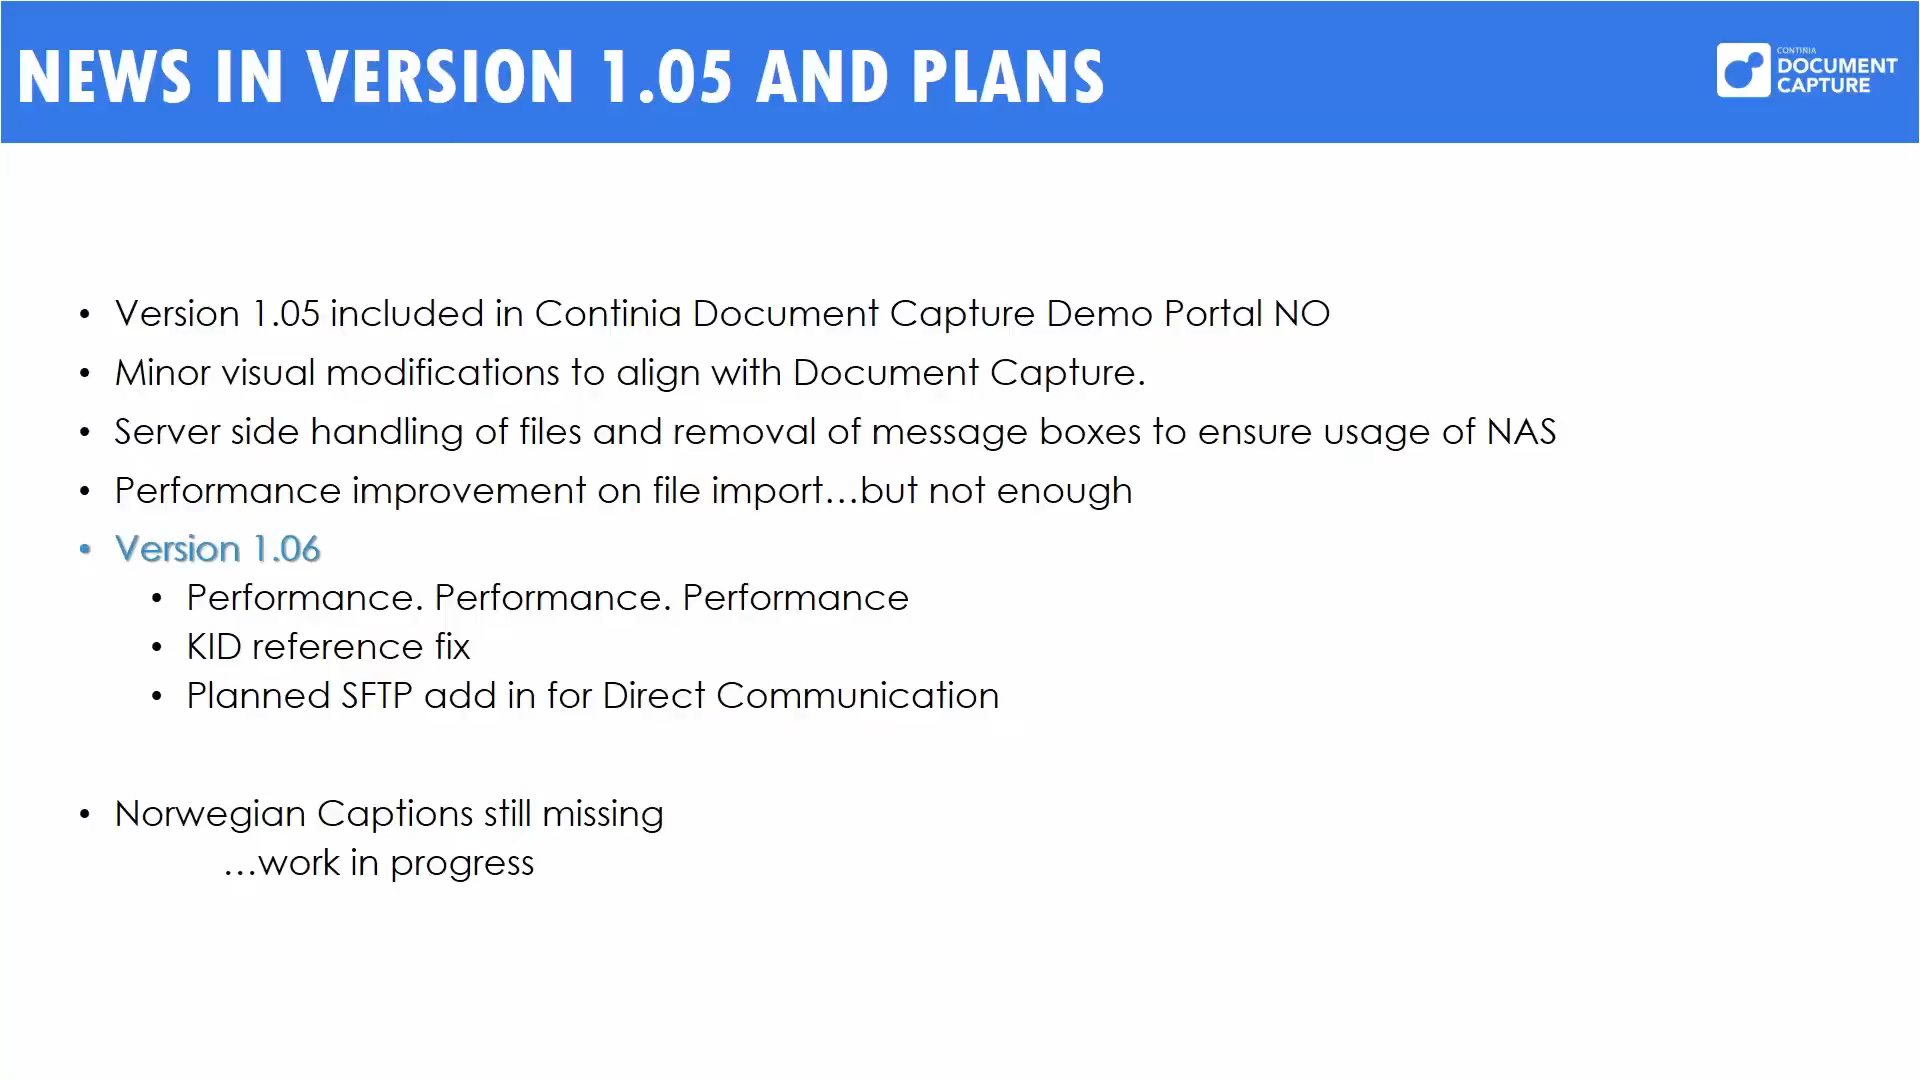 NEWS IN VERSION 1.05 AND PLANS
CONTINIA
DOCUMENT
CAPTURE
• Version 1.05 included in Continia Document Capture Demo Portal NO
• Minor visual modifications to align with Document Capture.
• Server side handling of files and removal of message boxes to ensure usage of NAS
• Performance improvement on file import…but not enough
• Version 1.06
• Performance. Performance. Performance
• KID reference fix
• Planned SFTP add in for Direct Communication
• Norwegian Captions still missing
…work in progress